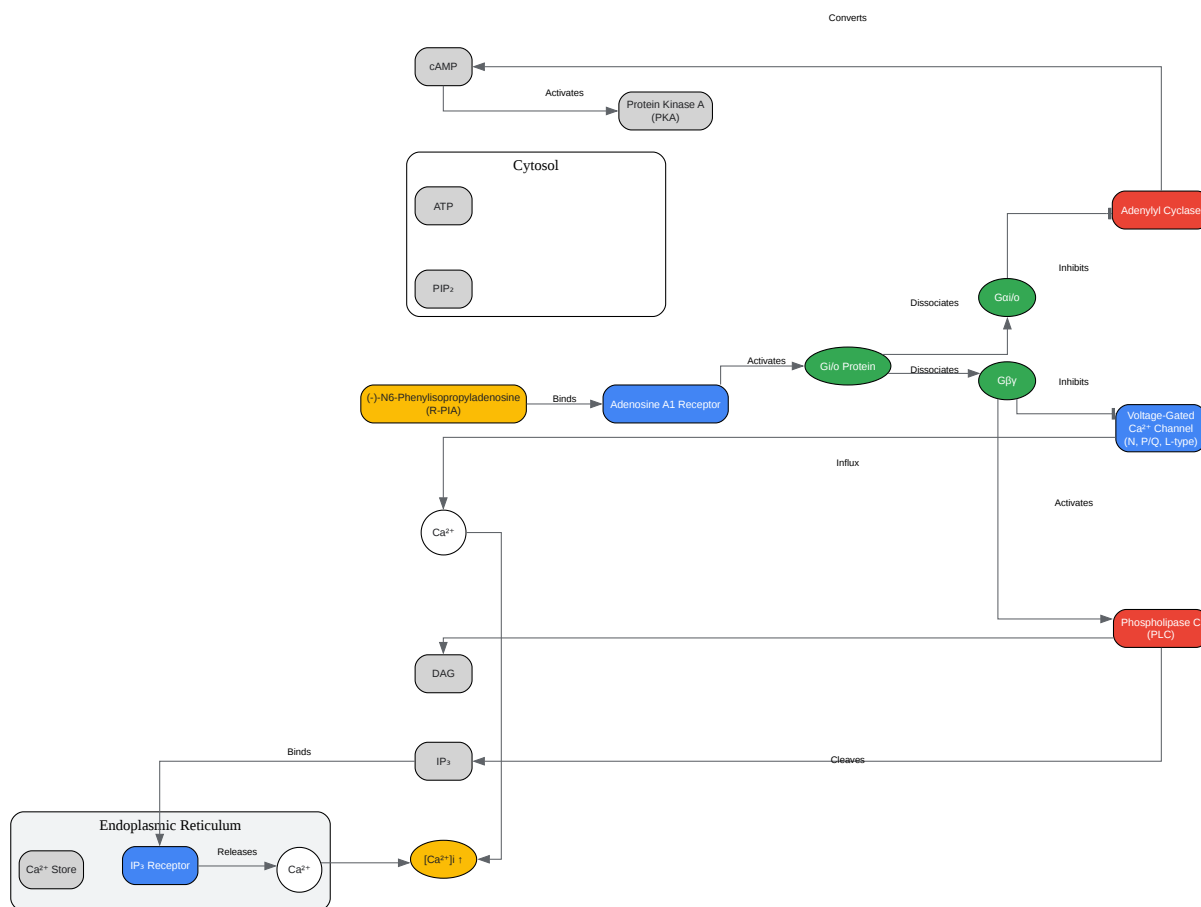 Converts
cAMP
Activates
Protein Kinase A
(PKA)
Cytosol
ATP
Adenylyl Cyclase
Inhibits
PIP₂
Gαi/o
Dissociates
Activates
Gi/o Protein
Dissociates
Gβγ
Inhibits
(-)-N6-Phenylisopropyladenosine
(R-PIA)
Binds
Adenosine A1 Receptor
Voltage-Gated
Ca²⁺ Channel
(N, P/Q, L-type)
Influx
Activates
Ca²⁺
Phospholipase C
(PLC)
DAG
Binds
IP₃
Cleaves
Endoplasmic Reticulum
Ca²⁺ Store
IP₃ Receptor
Releases
Ca²⁺
[Ca²⁺]i ↑